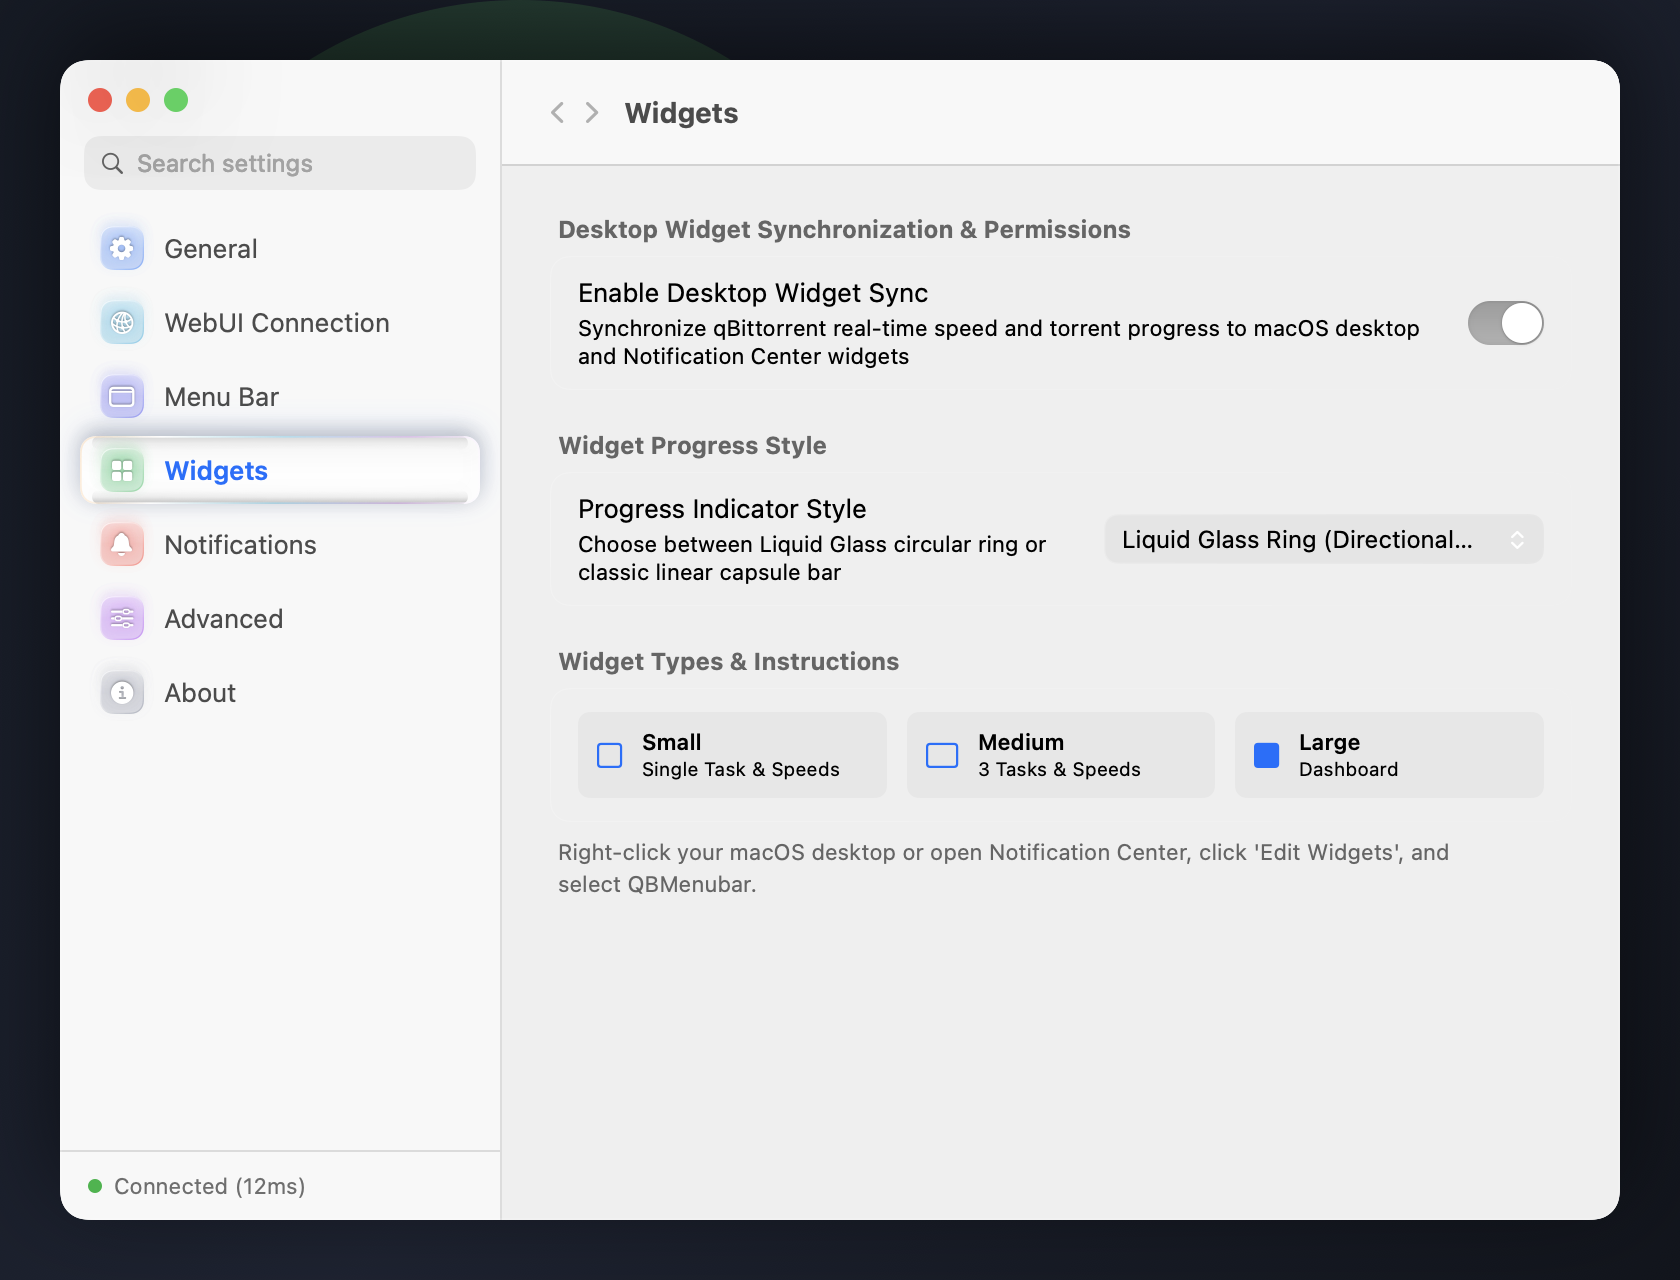 Widgets
Search settings
General
WebUI Connection
Menu Bar
Widgets
Notifications
Advanced
About
Connected (12ms)
Desktop Widget Synchronization & Permissions
Enable Desktop Widget Sync
Synchronize qBittorrent real-time speed and torrent progress to macOS desktop
and Notification Center widgets
Widget Progress Style
Progress Indicator Style
Choose between Liquid Glass circular ring or
classic linear capsule bar
Liquid Glass Ring (Directional...
Widget Types & Instructions
Small
Single Task & Speeds
Medium
3 Tasks & Speeds
Large
Dashboard
Right-click your macOS desktop or open Notification Center, click 'Edit Widgets', and
select QBMenubar.